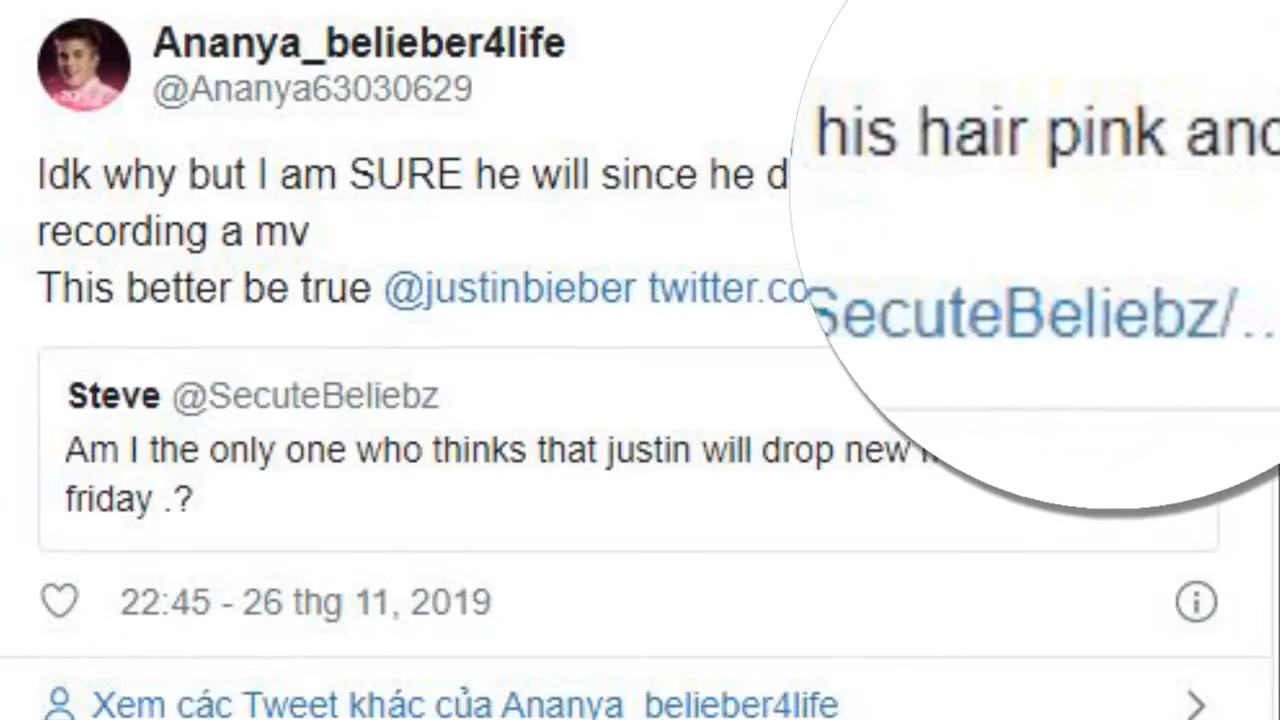 Ananya_belieber4life
@Ananya63030629
Idk why but I am SURE he will since he d
his hair pink and
recording a mv
This better be true @justinbieber twitter.co
SecuteBeliebz/...
Steve @SecuteBeliebz
Am I the only one who thinks that justin will drop new
friday .?
22:45 - 26 thg 11, 2019
Xem các Tweet khác của Ananya_belieber4life